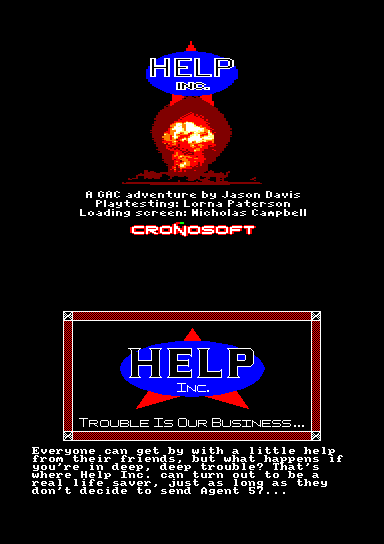 HELP
INC.
A GAC adventure by Jason Davis
Playtesting: Lorna Paterson
Loading screen: Nicholas Campbell
CRONOSOFT
HELP
INC.
TROUBLE IS OUR BUSINESS...
Everyone can get by with a little help
from their friends, but what happens if
you're in deep, deep trouble? That's
where Help Inc. can turn out to be a
real life saver, just as long as they
don't decide to send Agent 57...